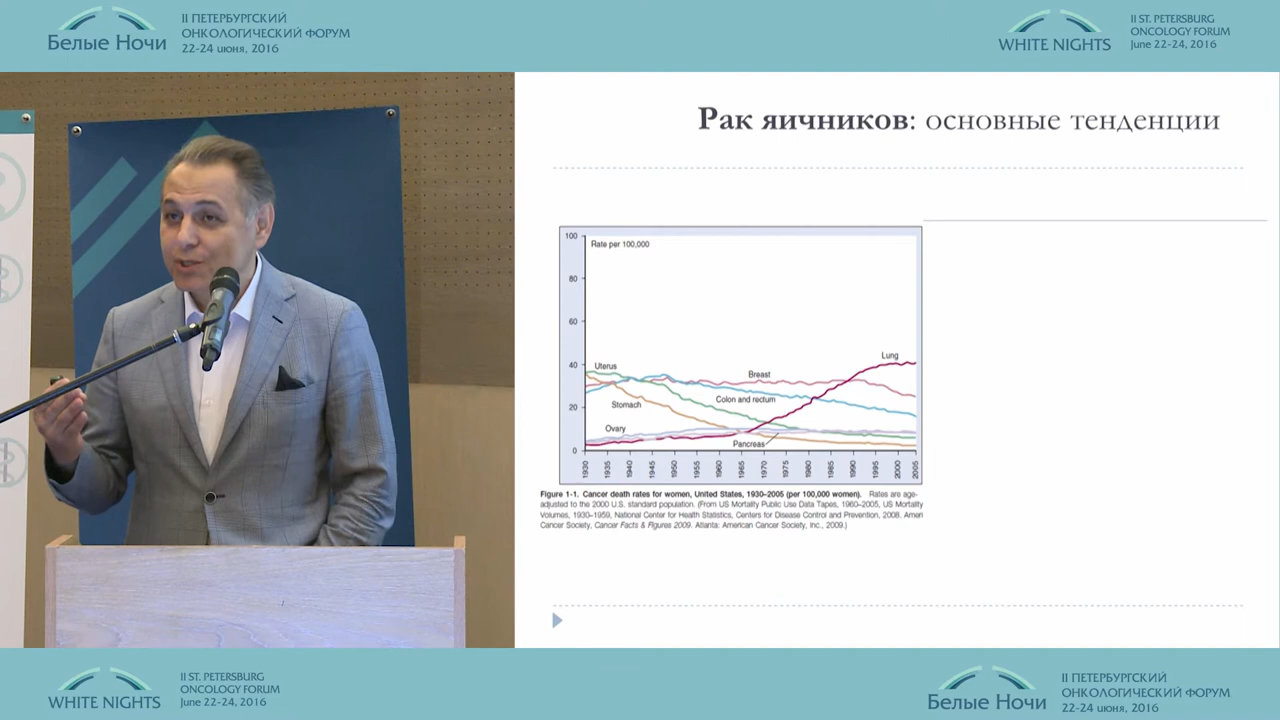 Белые Ночи
II ПЕТЕРБУРГСКИЙ
ОНКОЛОГИЧЕСКИЙ ФОРУМ
22-24 июня, 2016
WHITE NIGHTS
II ST. PETERSBURG
ONCOLOGY FORUM
June 22-24, 2016
Рак яичников: основные тенденции
100
80
60
40
20
0
Rate per 100,000
Uterus
Breast
Lung
Stomach
Colon and rectum
Ovary
Pancreas
1930
1935
1940
1945
1950
1955
1960
1965
1970
1975
1980
1985
1990
1995
2000
2005
Figure 1-1. Cancer death rates for women, United States, 1930–2005 (per 100,000 women). Rates are age-
adjusted to the 2000 U.S. standard population. (From US Mortality Public Use Data Tapes, 1960–2005, US Mortality
Volumes, 1930–1959, National Center for Health Statistics, Centers for Disease Control and Prevention, 2008. Ameri
Cancer Society, Cancer Facts & Figures 2009. Atlanta: American Cancer Society, Inc., 2009.)
WHITE NIGHTS
II ST. PETERSBURG
ONCOLOGY FORUM
June 22-24, 2016
Белые Ночи
II ПЕТЕРБУРГСКИЙ
ОНКОЛОГИЧЕСКИЙ ФОРУМ
22-24 июня, 2016